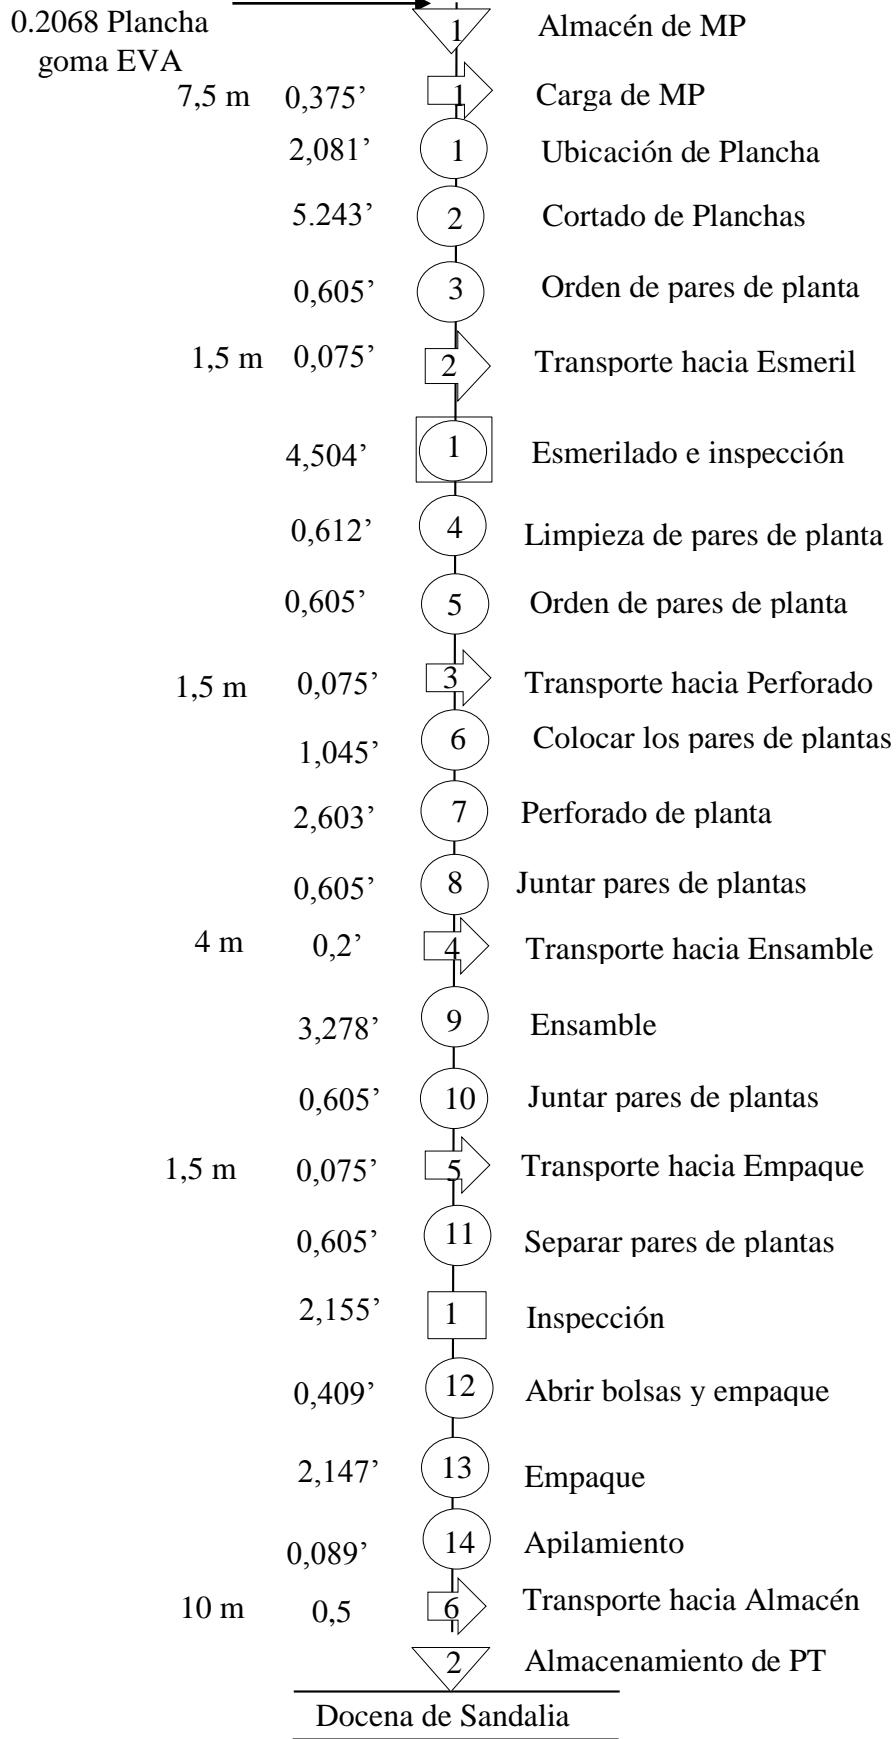 0.2068 Plancha
goma EVA
1 Almacén de MP
7,5 m 0,375’ 1 Carga de MP
2,081’ 1 Ubicación de Plancha
5.243’ 2 Cortado de Planchas
0,605’ 3 Orden de pares de planta
1,5 m 0,075’ 2 Transporte hacia Esmeril
4,504’ 1 Esmerilado e inspección
0,612’ 4 Limpieza de pares de planta
0,605’ 5 Orden de pares de planta
1,5 m 0,075’ 3 Transporte hacia Perforado
1,045’ 6 Colocar los pares de plantas
2,603’ 7 Perforado de planta
0,605’ 8 Juntar pares de plantas
4 m 0,2’ 4 Transporte hacia Ensamble
3,278’ 9 Ensamble
0,605’ 10 Juntar pares de plantas
1,5 m 0,075’ 5 Transporte hacia Empaque
0,605’ 11 Separar pares de plantas
2,155’ 1 Inspección
0,409’ 12 Abrir bolsas y empaque
2,147’ 13 Empaque
0,089’ 14 Apilamiento
10 m 0,5 6 Transporte hacia Almacén
2 Almacenamiento de PT
Docena de Sandalia